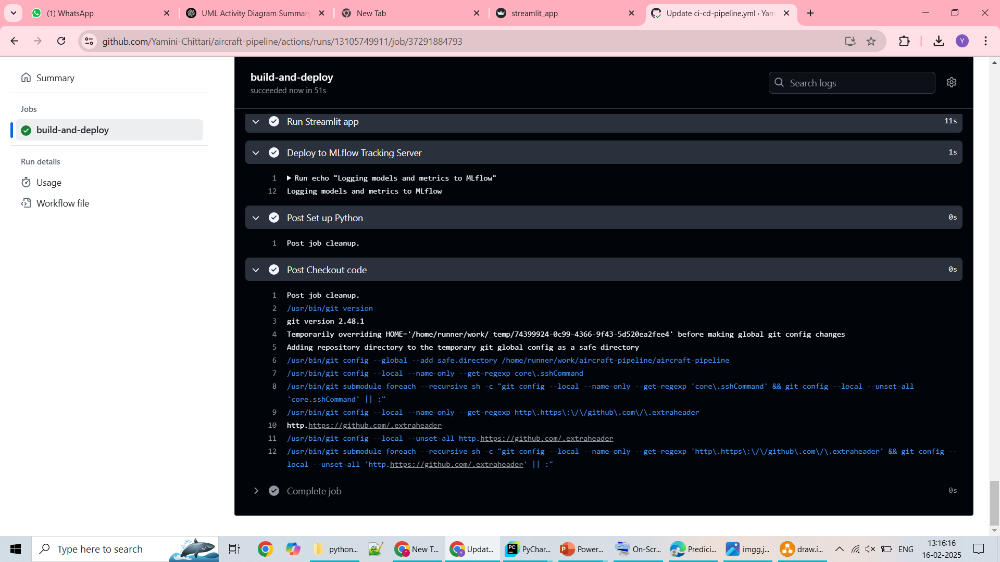 (1) WhatsApp
UML Activity Diagram Summary
New Tab
streamlit_app
Update ci-cd-pipeline.yml · Yam
github.com/Yamini-Chittari/aircraft-pipeline/actions/runs/13105749911/job/37291884793
Y
Summary
Jobs
build-and-deploy
Run details
Usage
Workflow file
build-and-deploy
succeeded now in 51s
Search logs
Run Streamlit app 11s
Deploy to MLflow Tracking Server 1s
1 Run echo "Logging models and metrics to MLflow"
12 Logging models and metrics to MLflow
Post Set up Python 0s
1 Post job cleanup.
Post Checkout code 0s
1 Post job cleanup.
2 /usr/bin/git version
3 git version 2.48.1
4 Temporarily overriding HOME='/home/runner/work/_temp/74399924-0c99-4366-9f43-5d520ea2fee4' before making global git config changes
5 Adding repository directory to the temporary git global config as a safe directory
6 /usr/bin/git config --global --add safe.directory /home/runner/work/aircraft-pipeline/aircraft-pipeline
7 /usr/bin/git config --local --name-only --get-regexp core\.sshCommand
8 /usr/bin/git submodule foreach --recursive sh -c "git config --local --name-only --get-regexp 'core\.sshCommand' && git config --local --unset-all
'core.sshCommand' || :"
9 /usr/bin/git config --local --name-only --get-regexp http\.https\:\/\/github\.com\/\.extraheader
10 http.https://github.com/.extraheader
11 /usr/bin/git config --local --unset-all http.https://github.com/.extraheader
12 /usr/bin/git submodule foreach --recursive sh -c "git config --local --name-only --get-regexp 'http\.https\:\/\/github\.com\/\.extraheader' && git config --
local --unset-all 'http.https://github.com/.extraheader' || :"
Complete job 0s
Type here to search
python...
New T...
Updat...
PyChar...
Power...
On-Scr...
Predici...
imgg.j...
draw.i...
ENG
13:16:16
16-02-2025